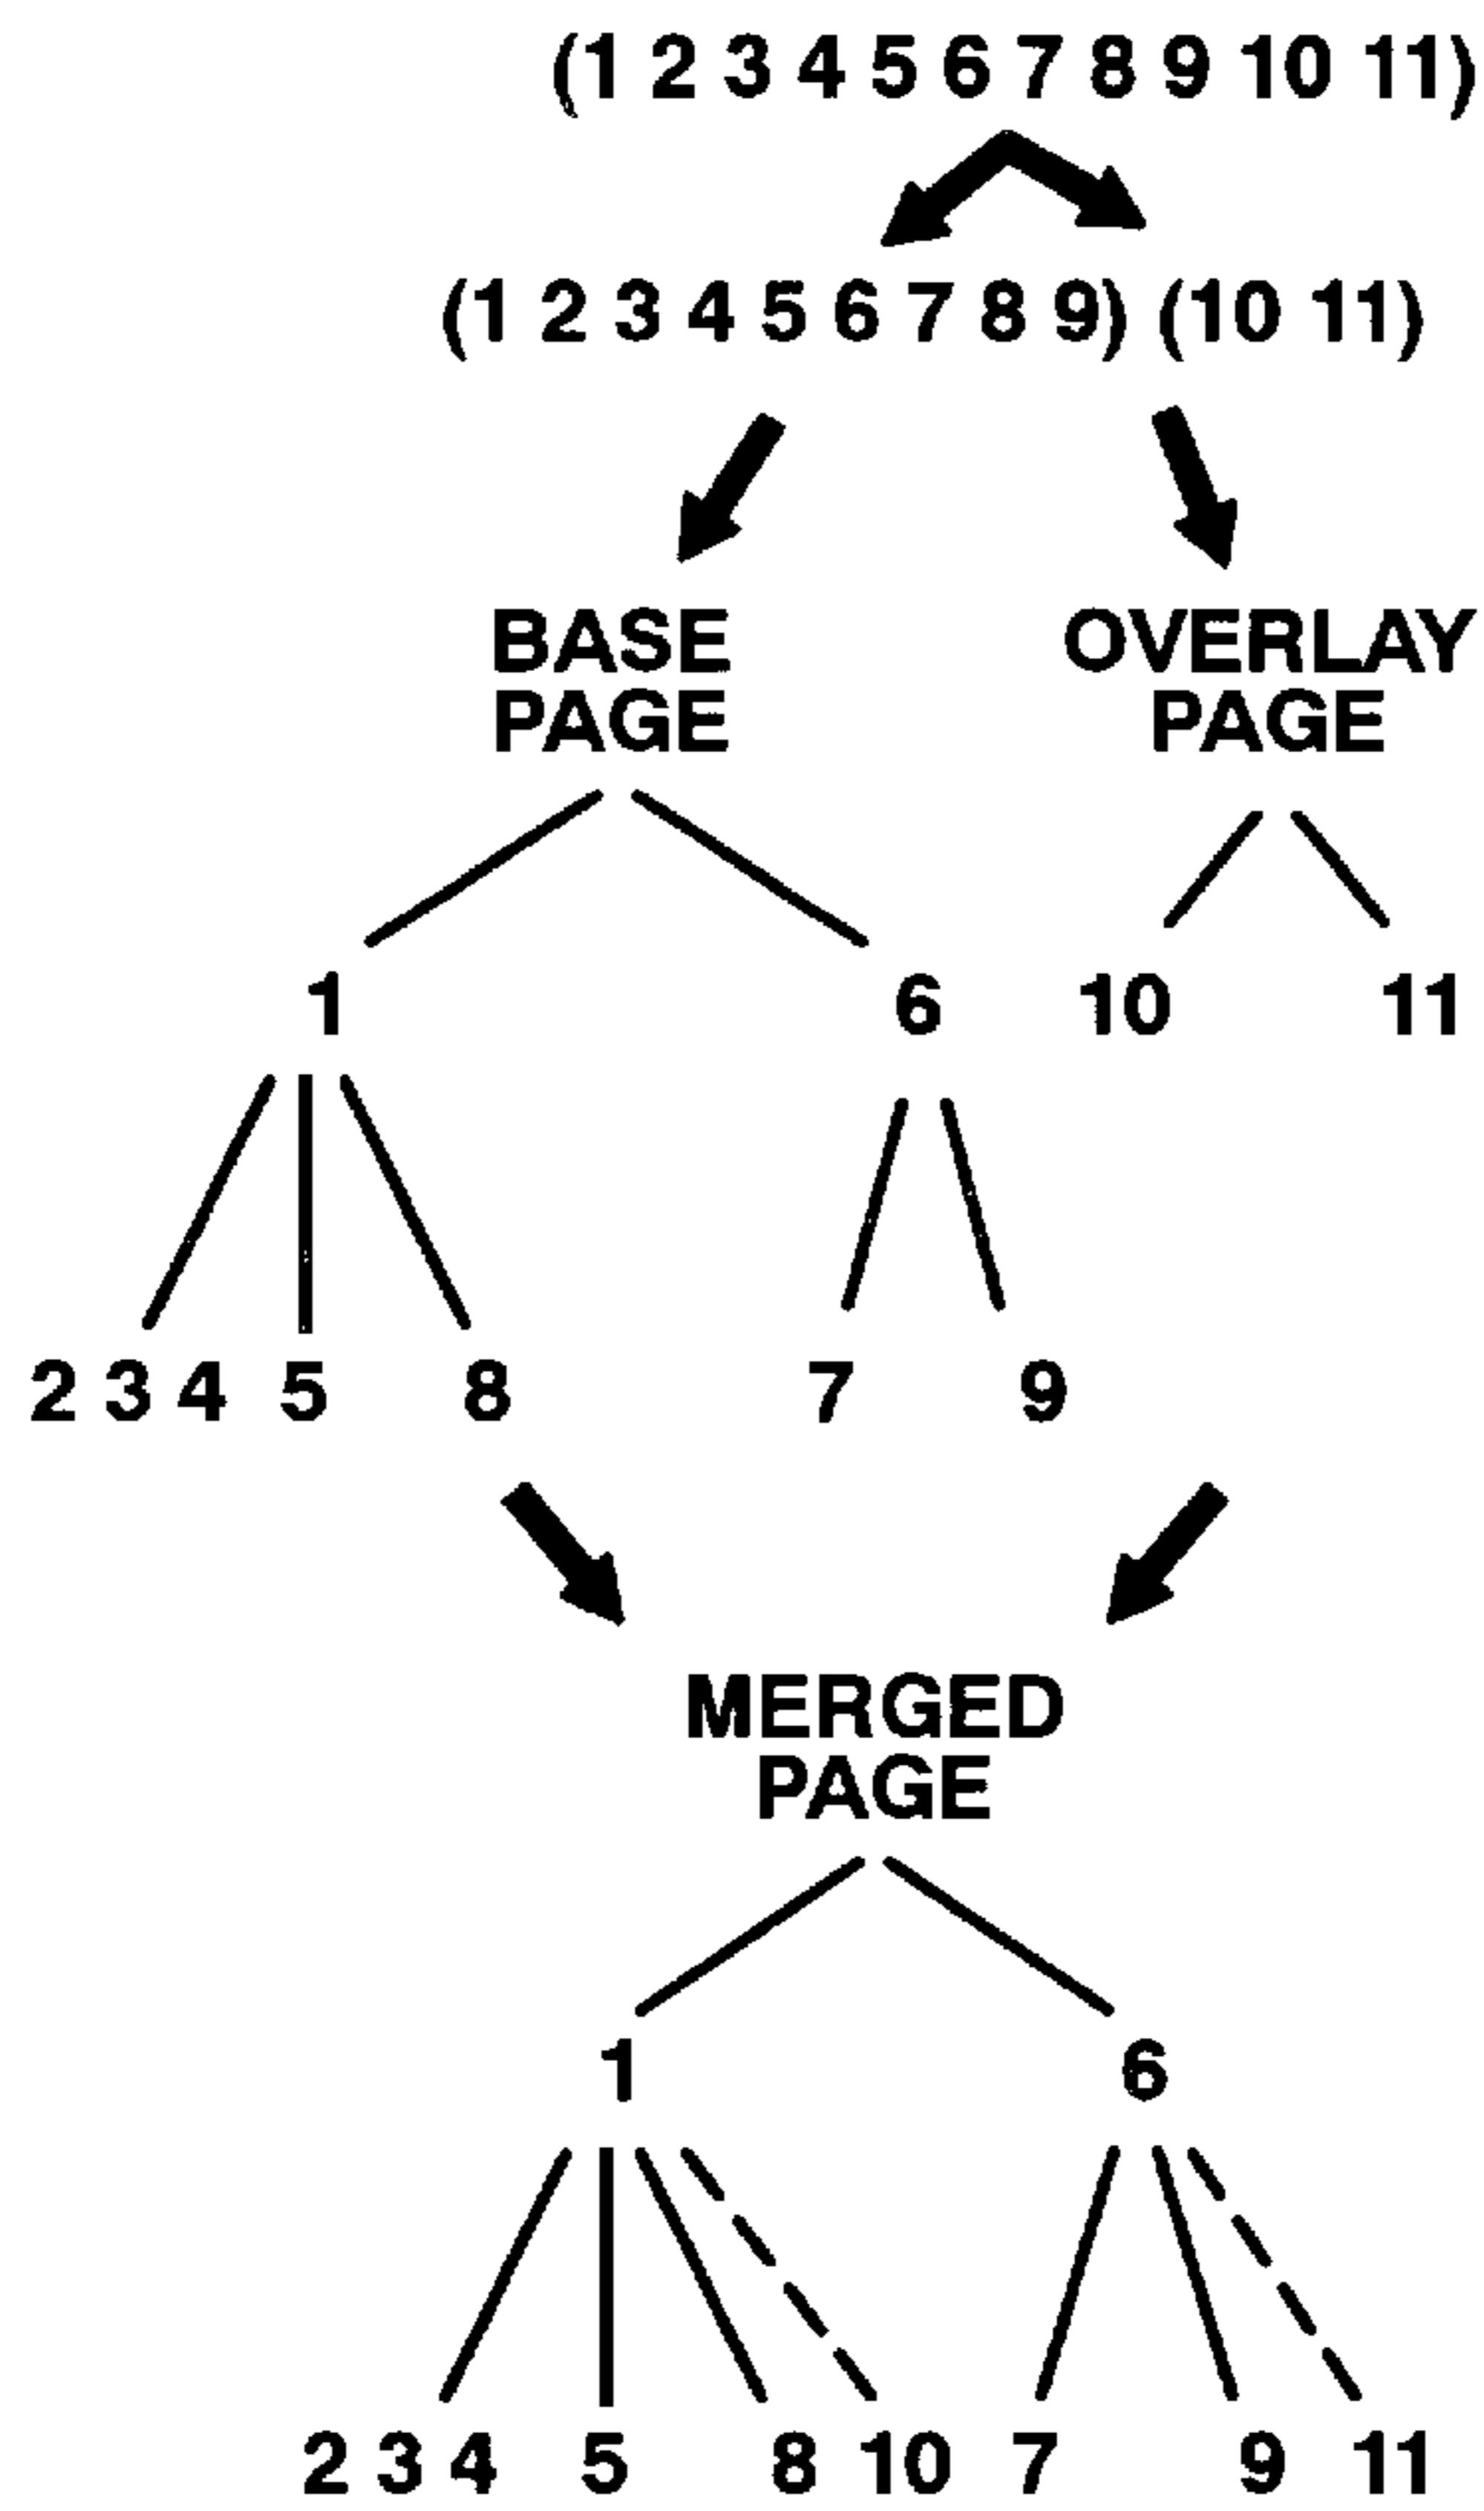 (1 2 3 4 5 6 7 8 9 10 11)
(1 2 3 4 5 6 7 8 9) (10 11)
BASE
PAGE
OVERLAY
PAGE
1 6 10 11
2 3 4 5 8 7 9
MERGED
PAGE
1 6
2 3 4 5 8 10 7 9 11